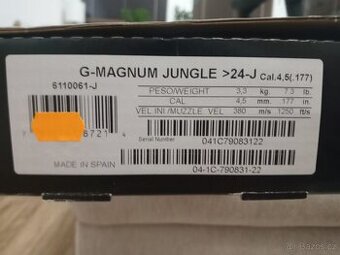 G-MAGNUM JUNGLE >24-J Cal.4,5(.177)
6110061-J
PESO/WEIGHT 3,3 kg 7.3 lb
CAL 4,5 mm .177 in
VEL INI /MUZZLE VEL 380 m/s 1250 ft/s
8721 4
Serial Number 041C79083122
MADE IN SPAIN 04-1C-790831-22